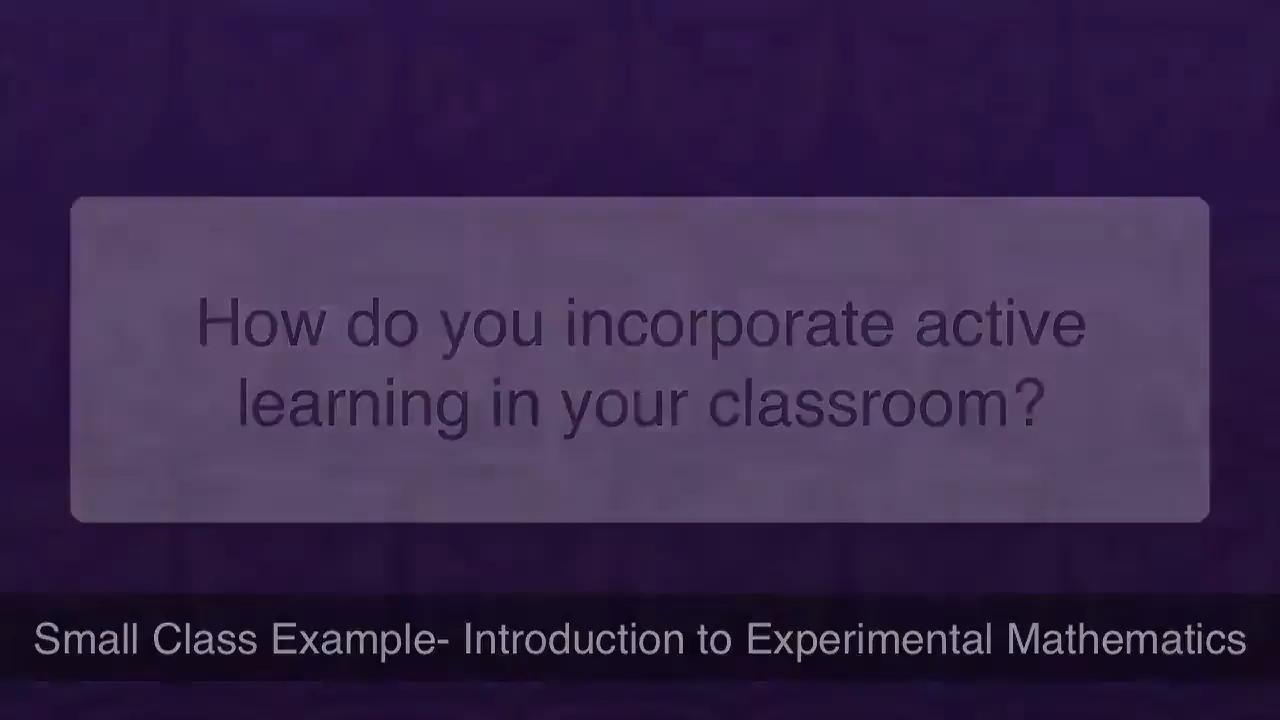 How do you incorporate active
learning in your classroom?
Small Class Example- Introduction to Experimental Mathematics